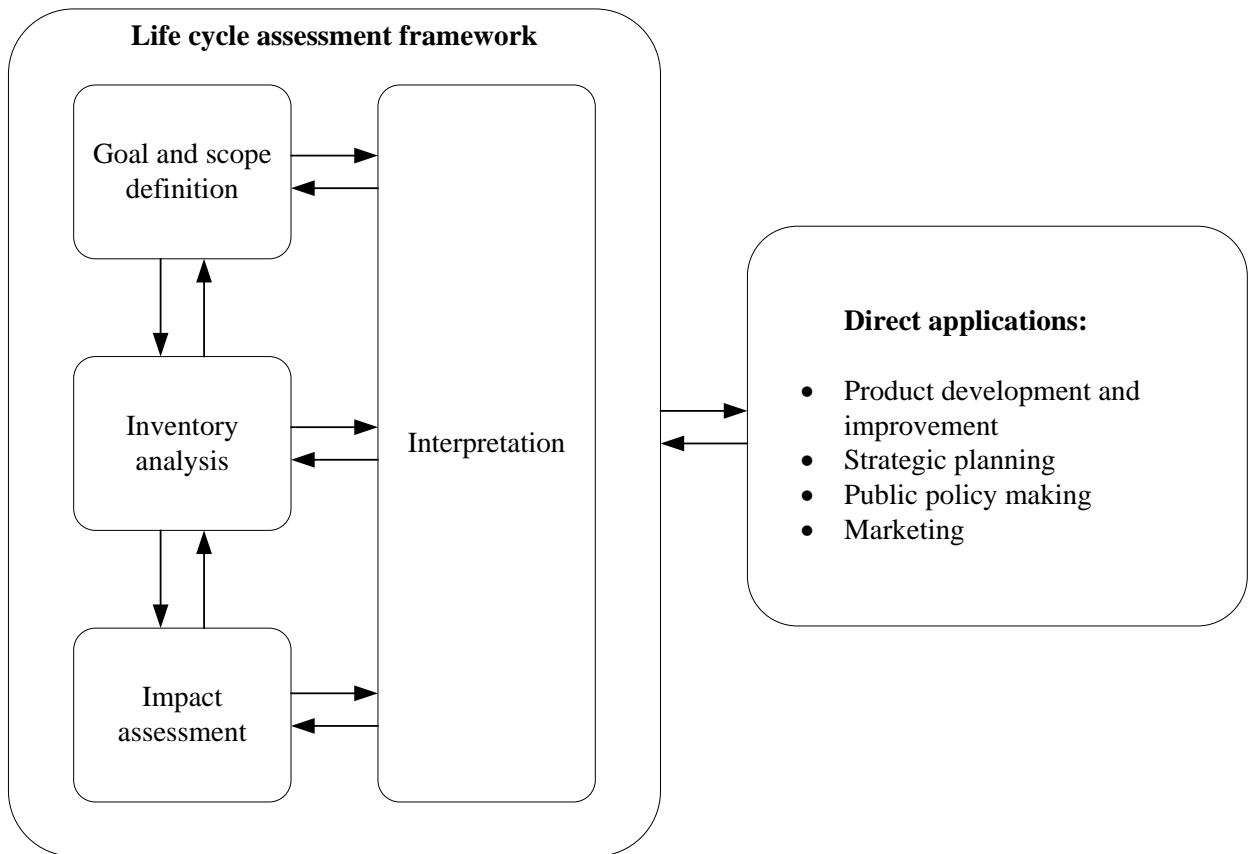 Life cycle assessment framework
Goal and scope
definition
Inventory
analysis
Impact
assessment
Interpretation
Direct applications:
• Product development and
improvement
• Strategic planning
• Public policy making
• Marketing